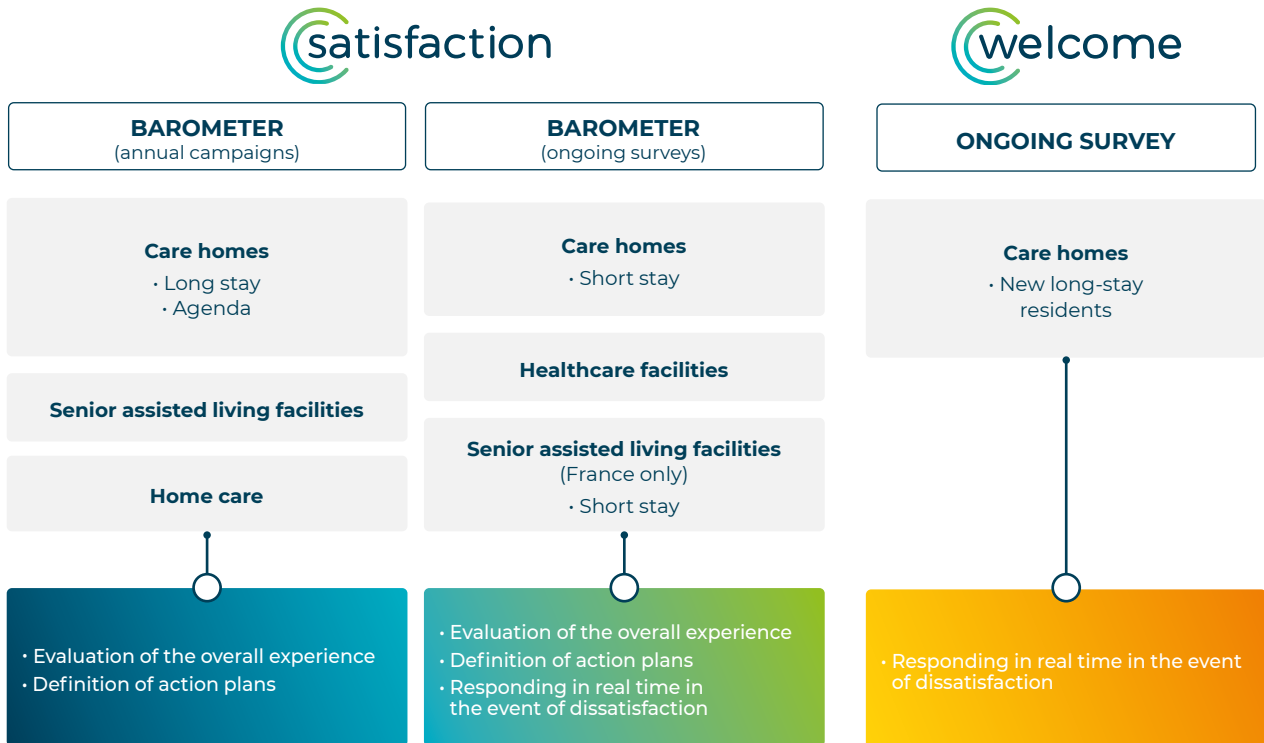 satisfaction
welcome
BAROMETER
(annual campaigns)
Care homes
• Long stay
• Agenda
Senior assisted living facilities
Home care
• Evaluation of the overall experience
• Definition of action plans
BAROMETER
(ongoing surveys)
Care homes
• Short stay
Healthcare facilities
Senior assisted living facilities
(France only)
• Short stay
• Evaluation of the overall experience
• Definition of action plans
• Responding in real time in
the event of dissatisfaction
ONGOING SURVEY
Care homes
• New long-stay
residents
• Responding in real time in the event
of dissatisfaction